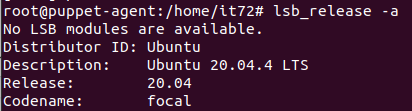 root@puppet-agent:/home/it72# lsb_release -a
No LSB modules are available.
Distributor ID: Ubuntu
Description:    Ubuntu 20.04.4 LTS
Release:        20.04
Codename:       focal